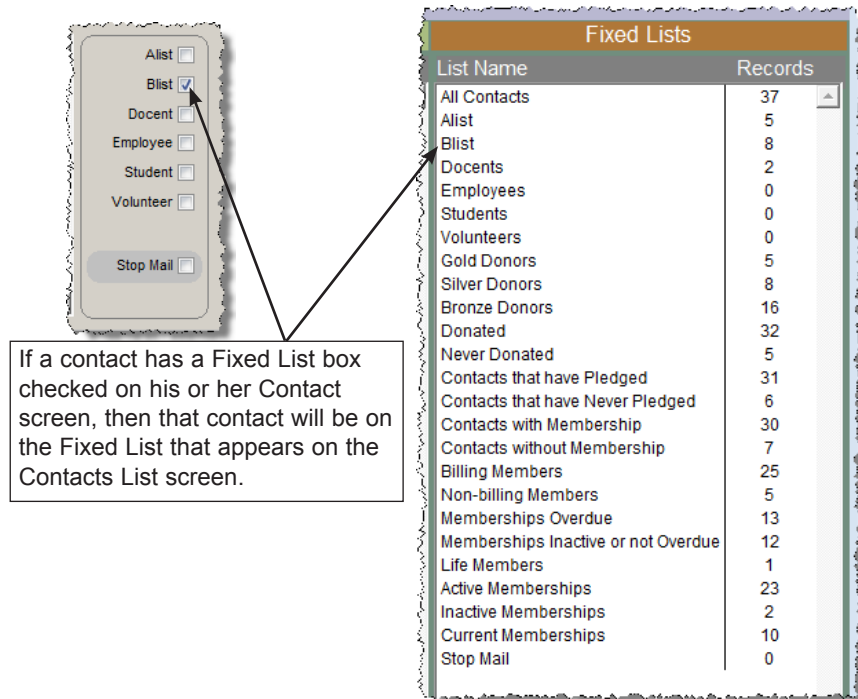 Alist
Blist
Docent
Employee
Student
Volunteer
Stop Mail
If a contact has a Fixed List box
checked on his or her Contact
screen, then that contact will be on
the Fixed List that appears on the
Contacts List screen.
Fixed Lists
List Name Records
All Contacts 37
Alist 5
Blist 8
Docents 2
Employees 0
Students 0
Volunteers 0
Gold Donors 5
Silver Donors 8
Bronze Donors 16
Donated 32
Never Donated 5
Contacts that have Pledged 31
Contacts that have Never Pledged 6
Contacts with Membership 30
Contacts without Membership 7
Billing Members 25
Non-billing Members 5
Memberships Overdue 13
Memberships Inactive or not Overdue 12
Life Members 1
Active Memberships 23
Inactive Memberships 2
Current Memberships 10
Stop Mail 0